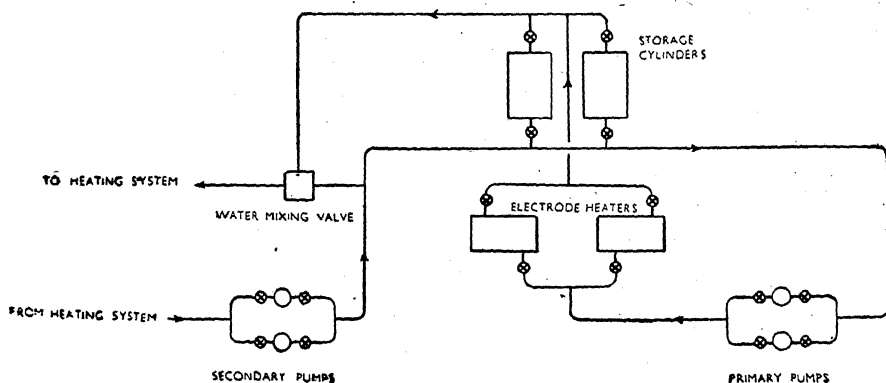 STORAGE
CYLINDERS
TO HEATING SYSTEM
WATER MIXING VALVE
ELECTRODE HEATERS
FROM HEATING SYSTEM
SECONDARY PUMPS
PRIMARY PUMPS